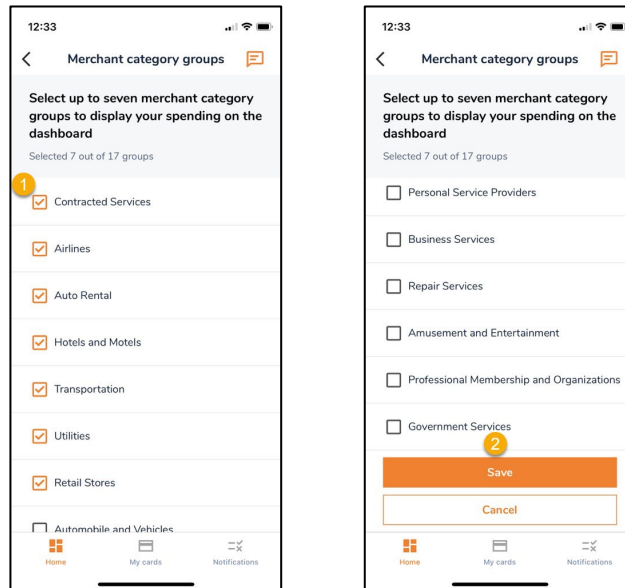 12:33
Merchant category groups
Select up to seven merchant category
groups to display your spending on the
dashboard
Selected 7 out of 17 groups
1
Contracted Services
Airlines
Auto Rental
Hotels and Motels
Transportation
Utilities
Retail Stores
Automobile and Vehicles
Home
My cards
Notifications
12:33
Merchant category groups
Select up to seven merchant category
groups to display your spending on the
dashboard
Selected 7 out of 17 groups
Personal Service Providers
Business Services
Repair Services
Amusement and Entertainment
Professional Membership and Organizations
Government Services
2
Save
Cancel
Home
My cards
Notifications